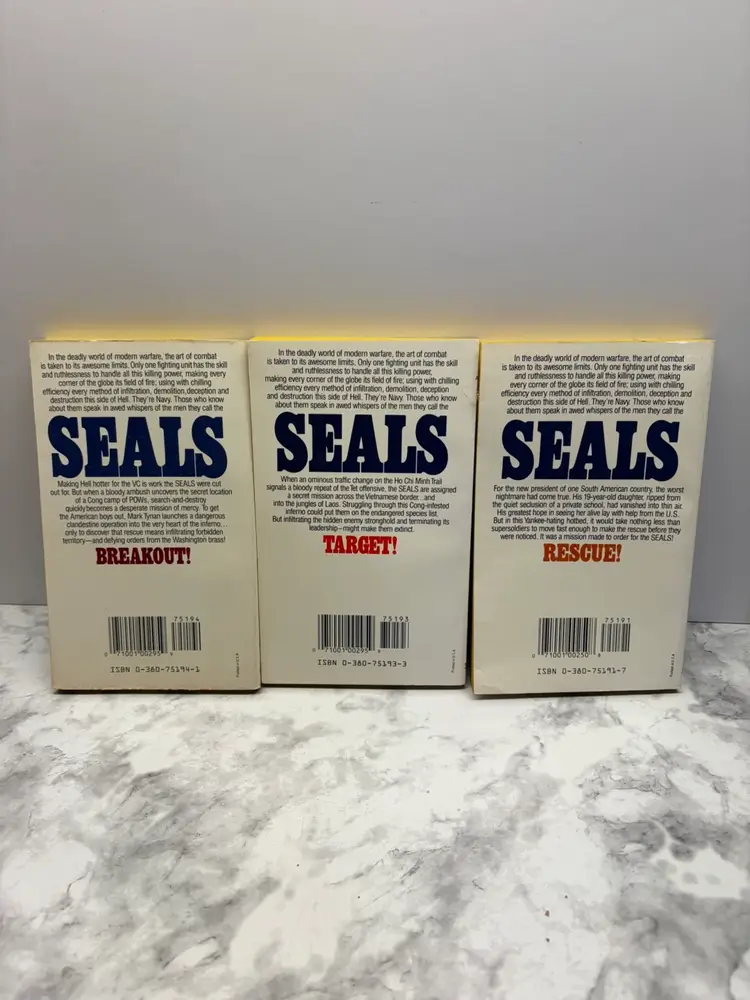 In the deadly world of modern warfare, the art of combat
is taken to its awesome limits. Only one fighting unit has the skill
and ruthlessness to handle all this killing power, making every
corner of the globe its field of fire; using with chilling
efficiency every method of infiltration, demolition, deception and
destruction this side of Hell. They're Navy. Those who know
about them speak in awed whispers of the men they call the
SEALS
Making Hell hotter for the VC is work the SEALS were cut
out for. But when a bloody ambush uncovers the secret location
of a Cong camp of POWs, search-and-destroy
quickly becomes a desperate mission of mercy. To get
the American boys out, Mark Tynan launches a dangerous
clandestine operation into the very heart of the inferno...
only to discover that rescue means infiltrating forbidden
territory—and defying orders from the Washington brass!
BREAKOUT!
75194
0 71001 00295 9
ISBN 0-380-75194-1
Printed in U.S.A.
In the deadly world of modern warfare, the art of combat
is taken to its awesome limits. Only one fighting unit has the skill
and ruthlessness to handle all this killing power,
making every corner of the globe its field of fire; using with chilling
efficiency every method of infiltration, demolition, deception
and destruction this side of Hell. They're Navy. Those who know
about them speak in awed whispers of the men they call the
SEALS
When an ominous traffic change on the Ho Chi Minh Trail
signals a bloody repeat of the Tet offensive, the SEALS are assigned
a secret mission across the Vietnamese border...and
into the jungles of Laos. Struggling through this Cong-infested
inferno could put them on the endangered species list.
But infiltrating the hidden enemy stronghold and terminating its
leadership—might make them extinct.
TARGET!
75193
0 71001 00295 9
ISBN 0-380-75193-3
Printed in U.S.A.
In the deadly world of modern warfare, the art of combat
is taken to its awesome limits. Only one fighting unit has the skill
and ruthlessness to handle all this killing power, making
every corner of the globe its field of fire; using with chilling
efficiency every method of infiltration, demolition, deception and
destruction this side of Hell. They're Navy. Those who know
about them speak in awed whispers of the men they call the
SEALS
For the new president of one South American country, the worst
nightmare had come true. His 19-year-old daughter, ripped from
the quiet seclusion of a private school, had vanished into thin air.
His greatest hope in seeing her alive lay with help from the U.S.
But in this Yankee-hating hotbed, it would take nothing less than
supersoldiers to move fast enough to make the rescue before they
were noticed. It was a mission made to order for the SEALS!
RESCUE!
75191
0 71001 00250 8
ISBN 0-380-75191-7
Printed in U.S.A.